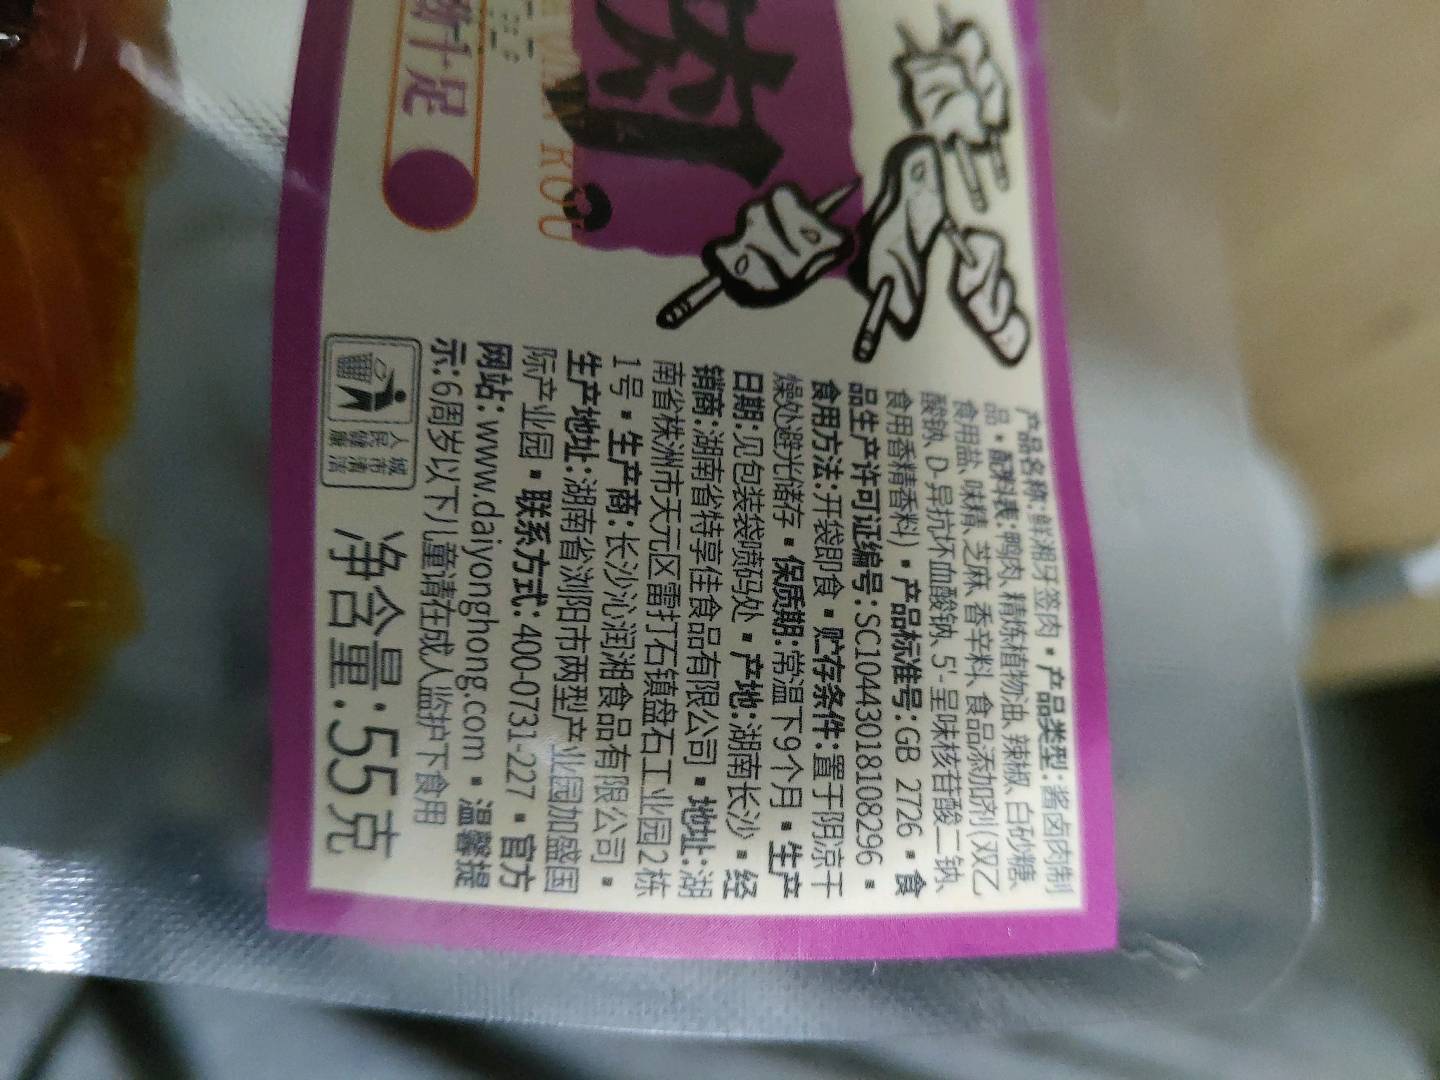 足
ROU
产品名称:鲜湘牙签肉▪产品类型:酱卤肉制
品▪配料表:鸭肉、精炼植物油、辣椒、白砂糖、
食用盐、味精、芝麻、香辛料、食品添加剂(双乙
酸钠、D-异抗坏血酸钠、5'-呈味核苷酸二钠、
食用香精香料)▪产品标准号:GB 2726▪食
品生产许可证编号:SC10443018108296▪
食用方法:开袋即食▪贮存条件:置于阴凉干
燥处避光储存▪保质期:常温下9个月▪生产
日期:见包装袋喷码处▪产地:湖南长沙▪经
销商:湖南省特享佳食品有限公司▪地址:湖
南省株洲市天元区雷打石镇盘石工业园2栋
1号▪生产商:长沙沁润湘食品有限公司▪
生产地址:湖南省浏阳市两型产业园加盛国
际产业园▪联系方式:400-0731-227▪官方
网站:www.daiyonghong.com▪温馨提
示:6周岁以下儿童请在成人监护下食用
城市清洁
人民健康
净含量:55克